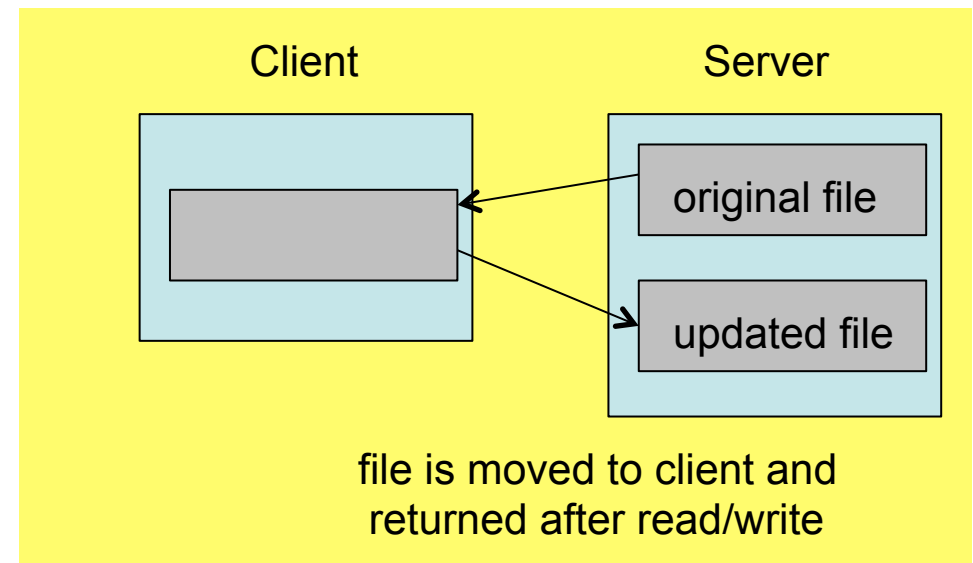 Client
Server
original file
updated file
file is moved to client and
returned after read/write